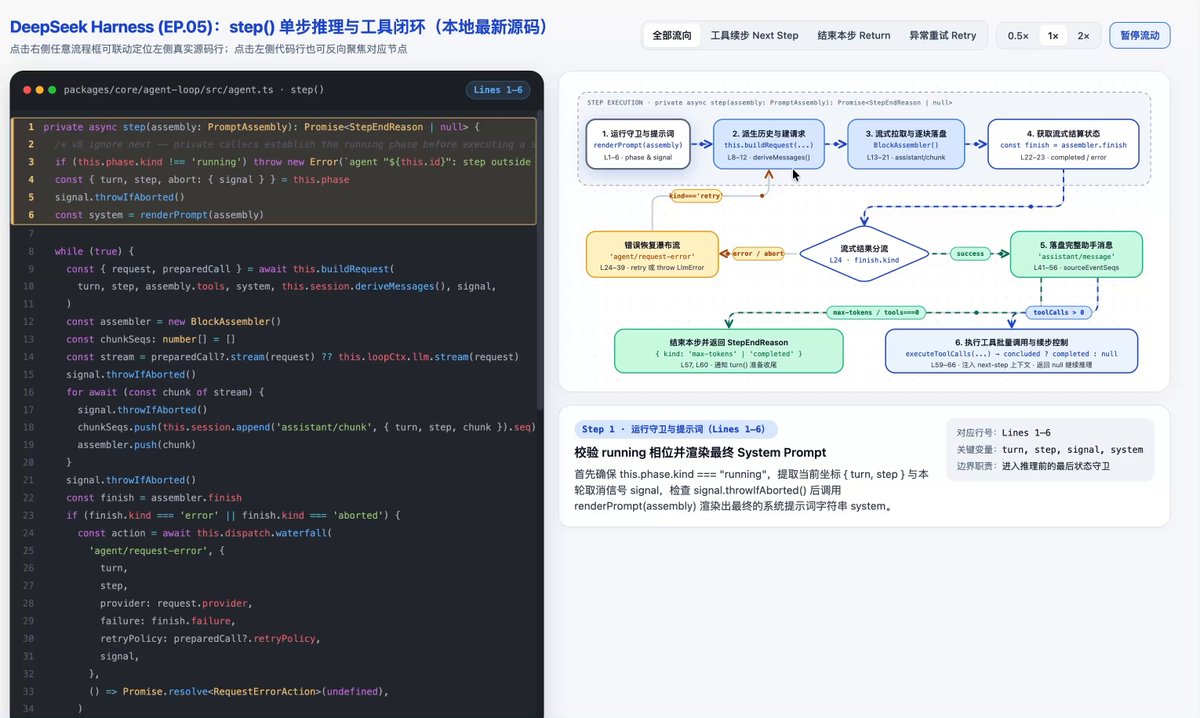 DeepSeek Harness (EP.05)：step() 单步推理与工具闭环（本地最新源码）
点击右侧任意流程框可联动定位左侧真实源码行；点击左侧代码行也可反向聚焦对应节点
全部流向 工具续步 Next Step 结束本步 Return 异常重试 Retry
0.5× 1× 2×
暂停流动
packages/core/agent-loop/src/agent.ts · step()
Lines 1–6
1 private async step(assembly: PromptAssembly): Promise<StepEndReason | null> {
2 /* v8 ignore next -- private callers establish the running phase before executing a s
3 if (this.phase.kind !== 'running') throw new Error(`agent "${this.id}": step outside
4 const { turn, step, abort: { signal } } = this.phase
5 signal.throwIfAborted()
6 const system = renderPrompt(assembly)
7
8 while (true) {
9 const { request, preparedCall } = await this.buildRequest(
10 turn, step, assembly.tools, system, this.session.deriveMessages(), signal,
11 )
12 const assembler = new BlockAssembler()
13 const chunkSeqs: number[] = []
14 const stream = preparedCall?.stream(request) ?? this.loopCtx.llm.stream(request)
15 signal.throwIfAborted()
16 for await (const chunk of stream) {
17 signal.throwIfAborted()
18 chunkSeqs.push(this.session.append('assistant/chunk', { turn, step, chunk }).seq)
19 assembler.push(chunk)
20 }
21 signal.throwIfAborted()
22 const finish = assembler.finish
23 if (finish.kind === 'error' || finish.kind === 'aborted') {
24 const action = await this.dispatch.waterfall(
25 'agent/request-error', {
26 turn,
27 step,
28 provider: request.provider,
29 failure: finish.failure,
30 retryPolicy: preparedCall?.retryPolicy,
31 signal,
32 },
33 () => Promise.resolve<RequestErrorAction>(undefined),
34 )
STEP EXECUTION · private async step(assembly: PromptAssembly): Promise<StepEndReason | null>
1. 运行守卫与提示词
renderPrompt(assembly)
L1–6 · phase & signal
2. 派生历史与建请求
this.buildRequest(...)
L8–12 · deriveMessages()
3. 流式拉取与逐块落盘
BlockAssembler()
L13–21 · assistant/chunk
4. 获取流式结算状态
const finish = assembler.finish
L22–23 · completed / error
kind==='retry'
错误恢复瀑布流
'agent/request-error'
L24–39 · retry 或 throw LlmError
error / abort
流式结果分流
L24 · finish.kind
success
5. 落盘完整助手消息
'assistant/message'
L41–56 · sourceEventSeqs
max-tokens / tools===0
toolCalls > 0
结束本步并返回 StepEndReason
{ kind: 'max-tokens' | 'completed' }
L57, L60 · 通知 turn() 准备收尾
6. 执行工具批量调用与续步控制
executeToolCalls(...) → concluded ? completed : null
L59–66 · 注入 next-step 上下文 · 返回 null 继续推理
Step 1 · 运行守卫与提示词 (Lines 1–6)
校验 running 相位并渲染最终 System Prompt
首先确保 this.phase.kind === "running"，提取当前坐标 { turn, step } 与本
轮取消信号 signal，检查 signal.throwIfAborted() 后调用
renderPrompt(assembly) 渲染出最终的系统提示词字符串 system。
对应行号：Lines 1–6
关键变量：turn, step, signal, system
边界职责：进入推理前的最后状态守卫